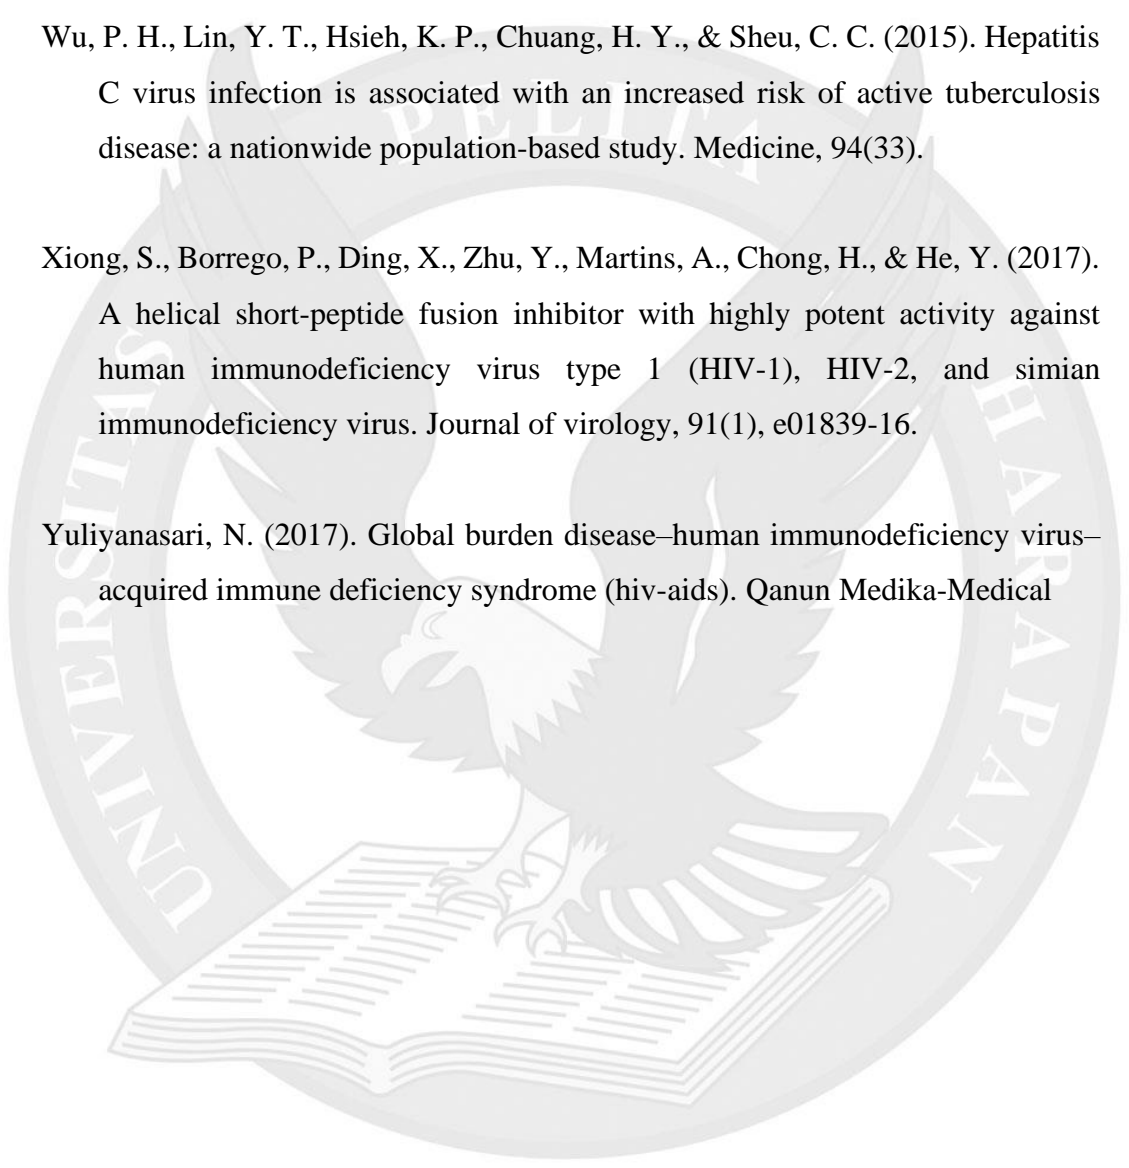 Wu, P. H., Lin, Y. T., Hsieh, K. P., Chuang, H. Y., & Sheu, C. C. (2015). Hepatitis
C virus infection is associated with an increased risk of active tuberculosis
disease: a nationwide population-based study. Medicine, 94(33).
Xiong, S., Borrego, P., Ding, X., Zhu, Y., Martins, A., Chong, H., & He, Y. (2017).
A helical short-peptide fusion inhibitor with highly potent activity against
human immunodeficiency virus type 1 (HIV-1), HIV-2, and simian
immunodeficiency virus. Journal of virology, 91(1), e01839-16.
Yuliyanasari, N. (2017). Global burden disease–human immunodeficiency virus–
acquired immune deficiency syndrome (hiv-aids). Qanun Medika-Medical
UNIVERSITAS PELITA HARAPAN